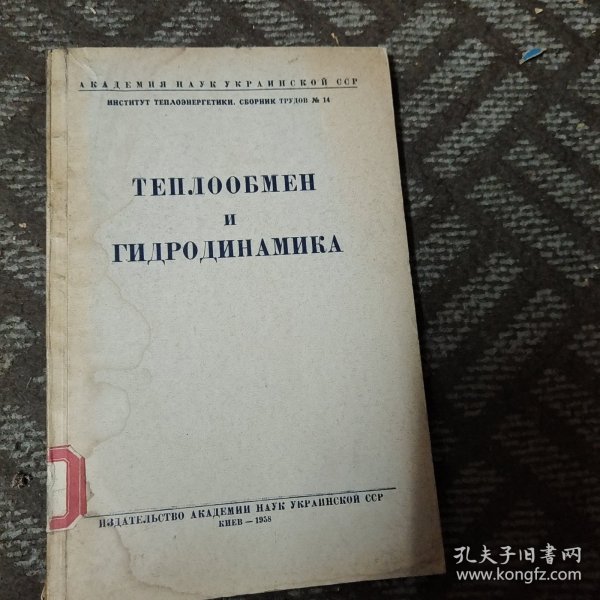 АКАДЕМИЯ НАУК УКРАИНСКОЙ ССР
ИНСТИТУТ ТЕПЛОЭНЕРГЕТИКИ. СБОРНИК ТРУДОВ № 14
ТЕПЛООБМЕН
И
ГИДРОДИНАМИКА
ИЗДАТЕЛЬСТВО АКАДЕМИИ НАУК УКРАИНСКОЙ ССР
КИЕВ — 1958
孔夫子旧书网
www.kongfz.com